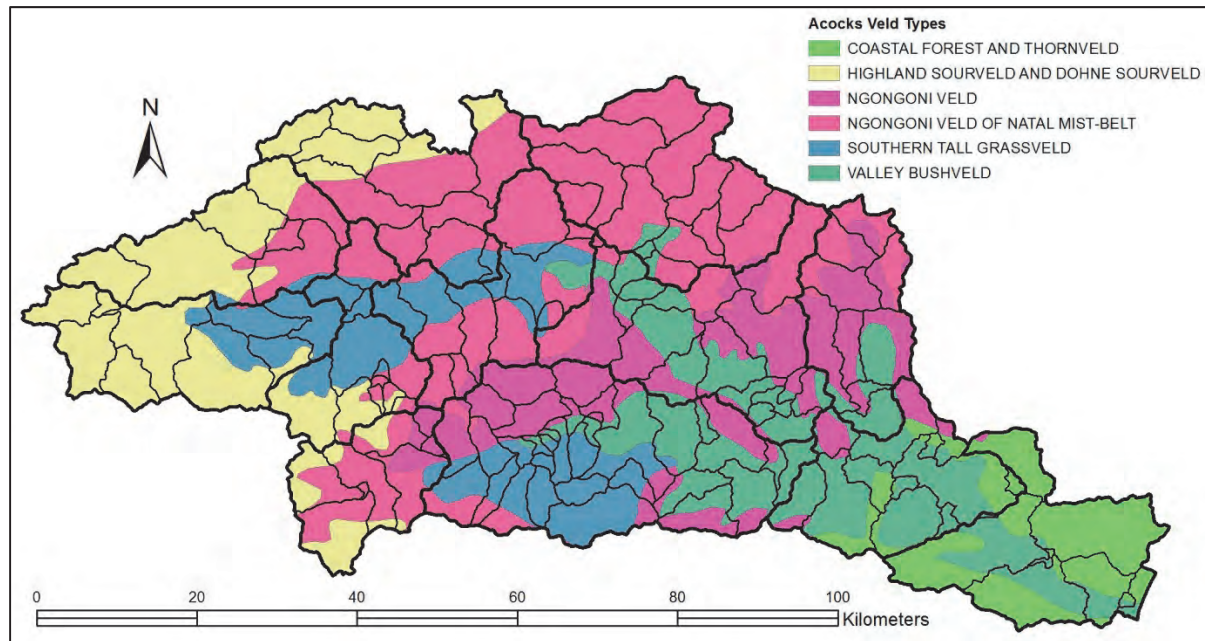 Acocks Veld Types
COASTAL FOREST AND THORNVELD
HIGHLAND SOURVELD AND DOHNE SOURVELD
NGONGONI VELD
NGONGONI VELD OF NATAL MIST-BELT
SOUTHERN TALL GRASSVELD
VALLEY BUSHVELD
N
0 20 40 60 80 100
Kilometers